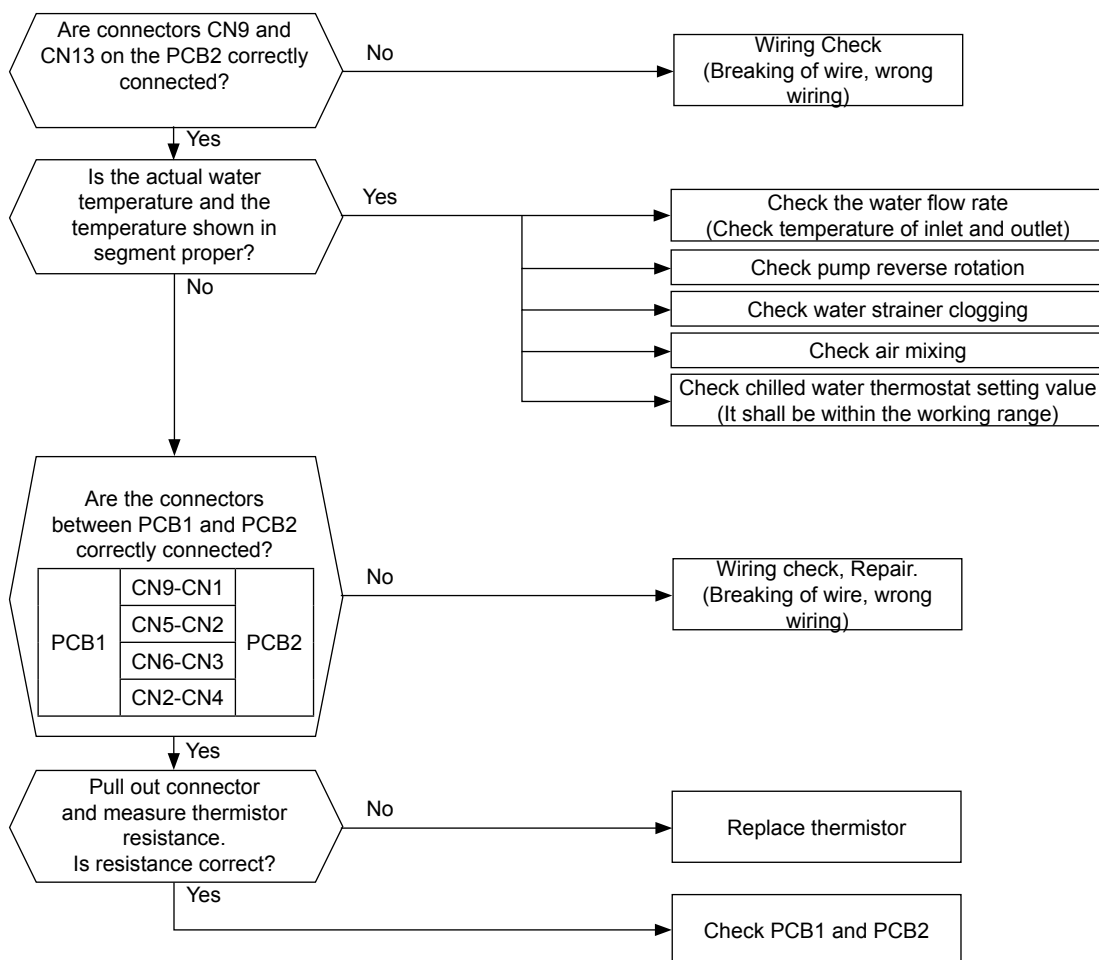 Are connectors CN9 and
CN13 on the PCB2 correctly
connected?
No
Wiring Check
(Breaking of wire, wrong
wiring)
Yes
Is the actual water
temperature and the
temperature shown in
segment proper?
Yes
Check the water flow rate
(Check temperature of inlet and outlet)
Check pump reverse rotation
Check water strainer clogging
Check air mixing
Check chilled water thermostat setting value
(It shall be within the working range)
No
Are the connectors
between PCB1 and PCB2
correctly connected?
PCB1
CN9-CN1
CN5-CN2
CN6-CN3
CN2-CN4
PCB2
No
Wiring check, Repair.
(Breaking of wire, wrong
wiring)
Yes
Pull out connector
and measure thermistor
resistance.
Is resistance correct?
No
Replace thermistor
Yes
Check PCB1 and PCB2